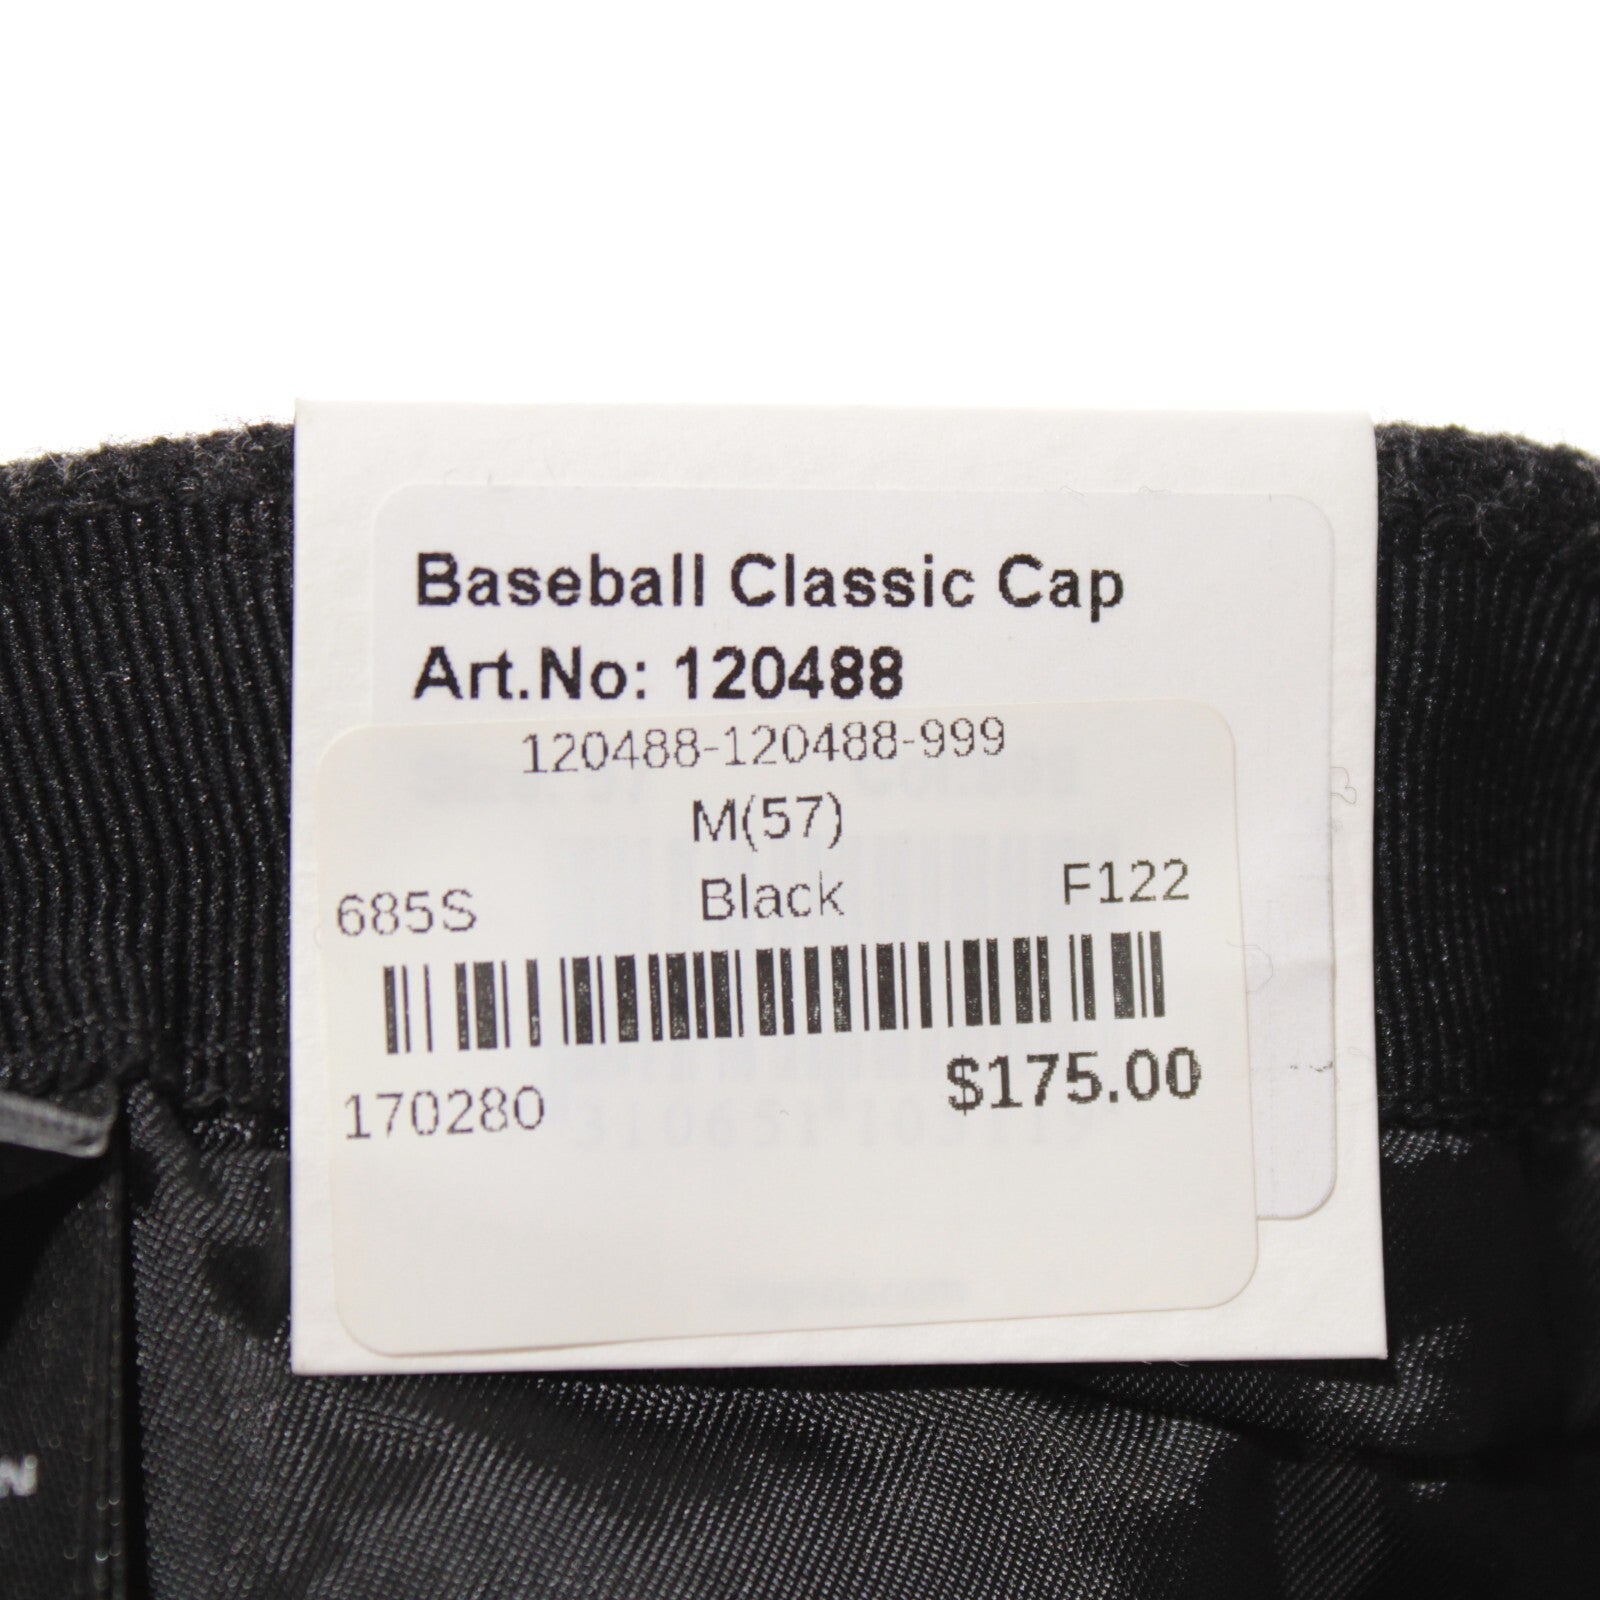 Baseball Classic Cap
Art.No: 120488
120488-120488-999
M(57)
685S Black F122
170280 $175.00